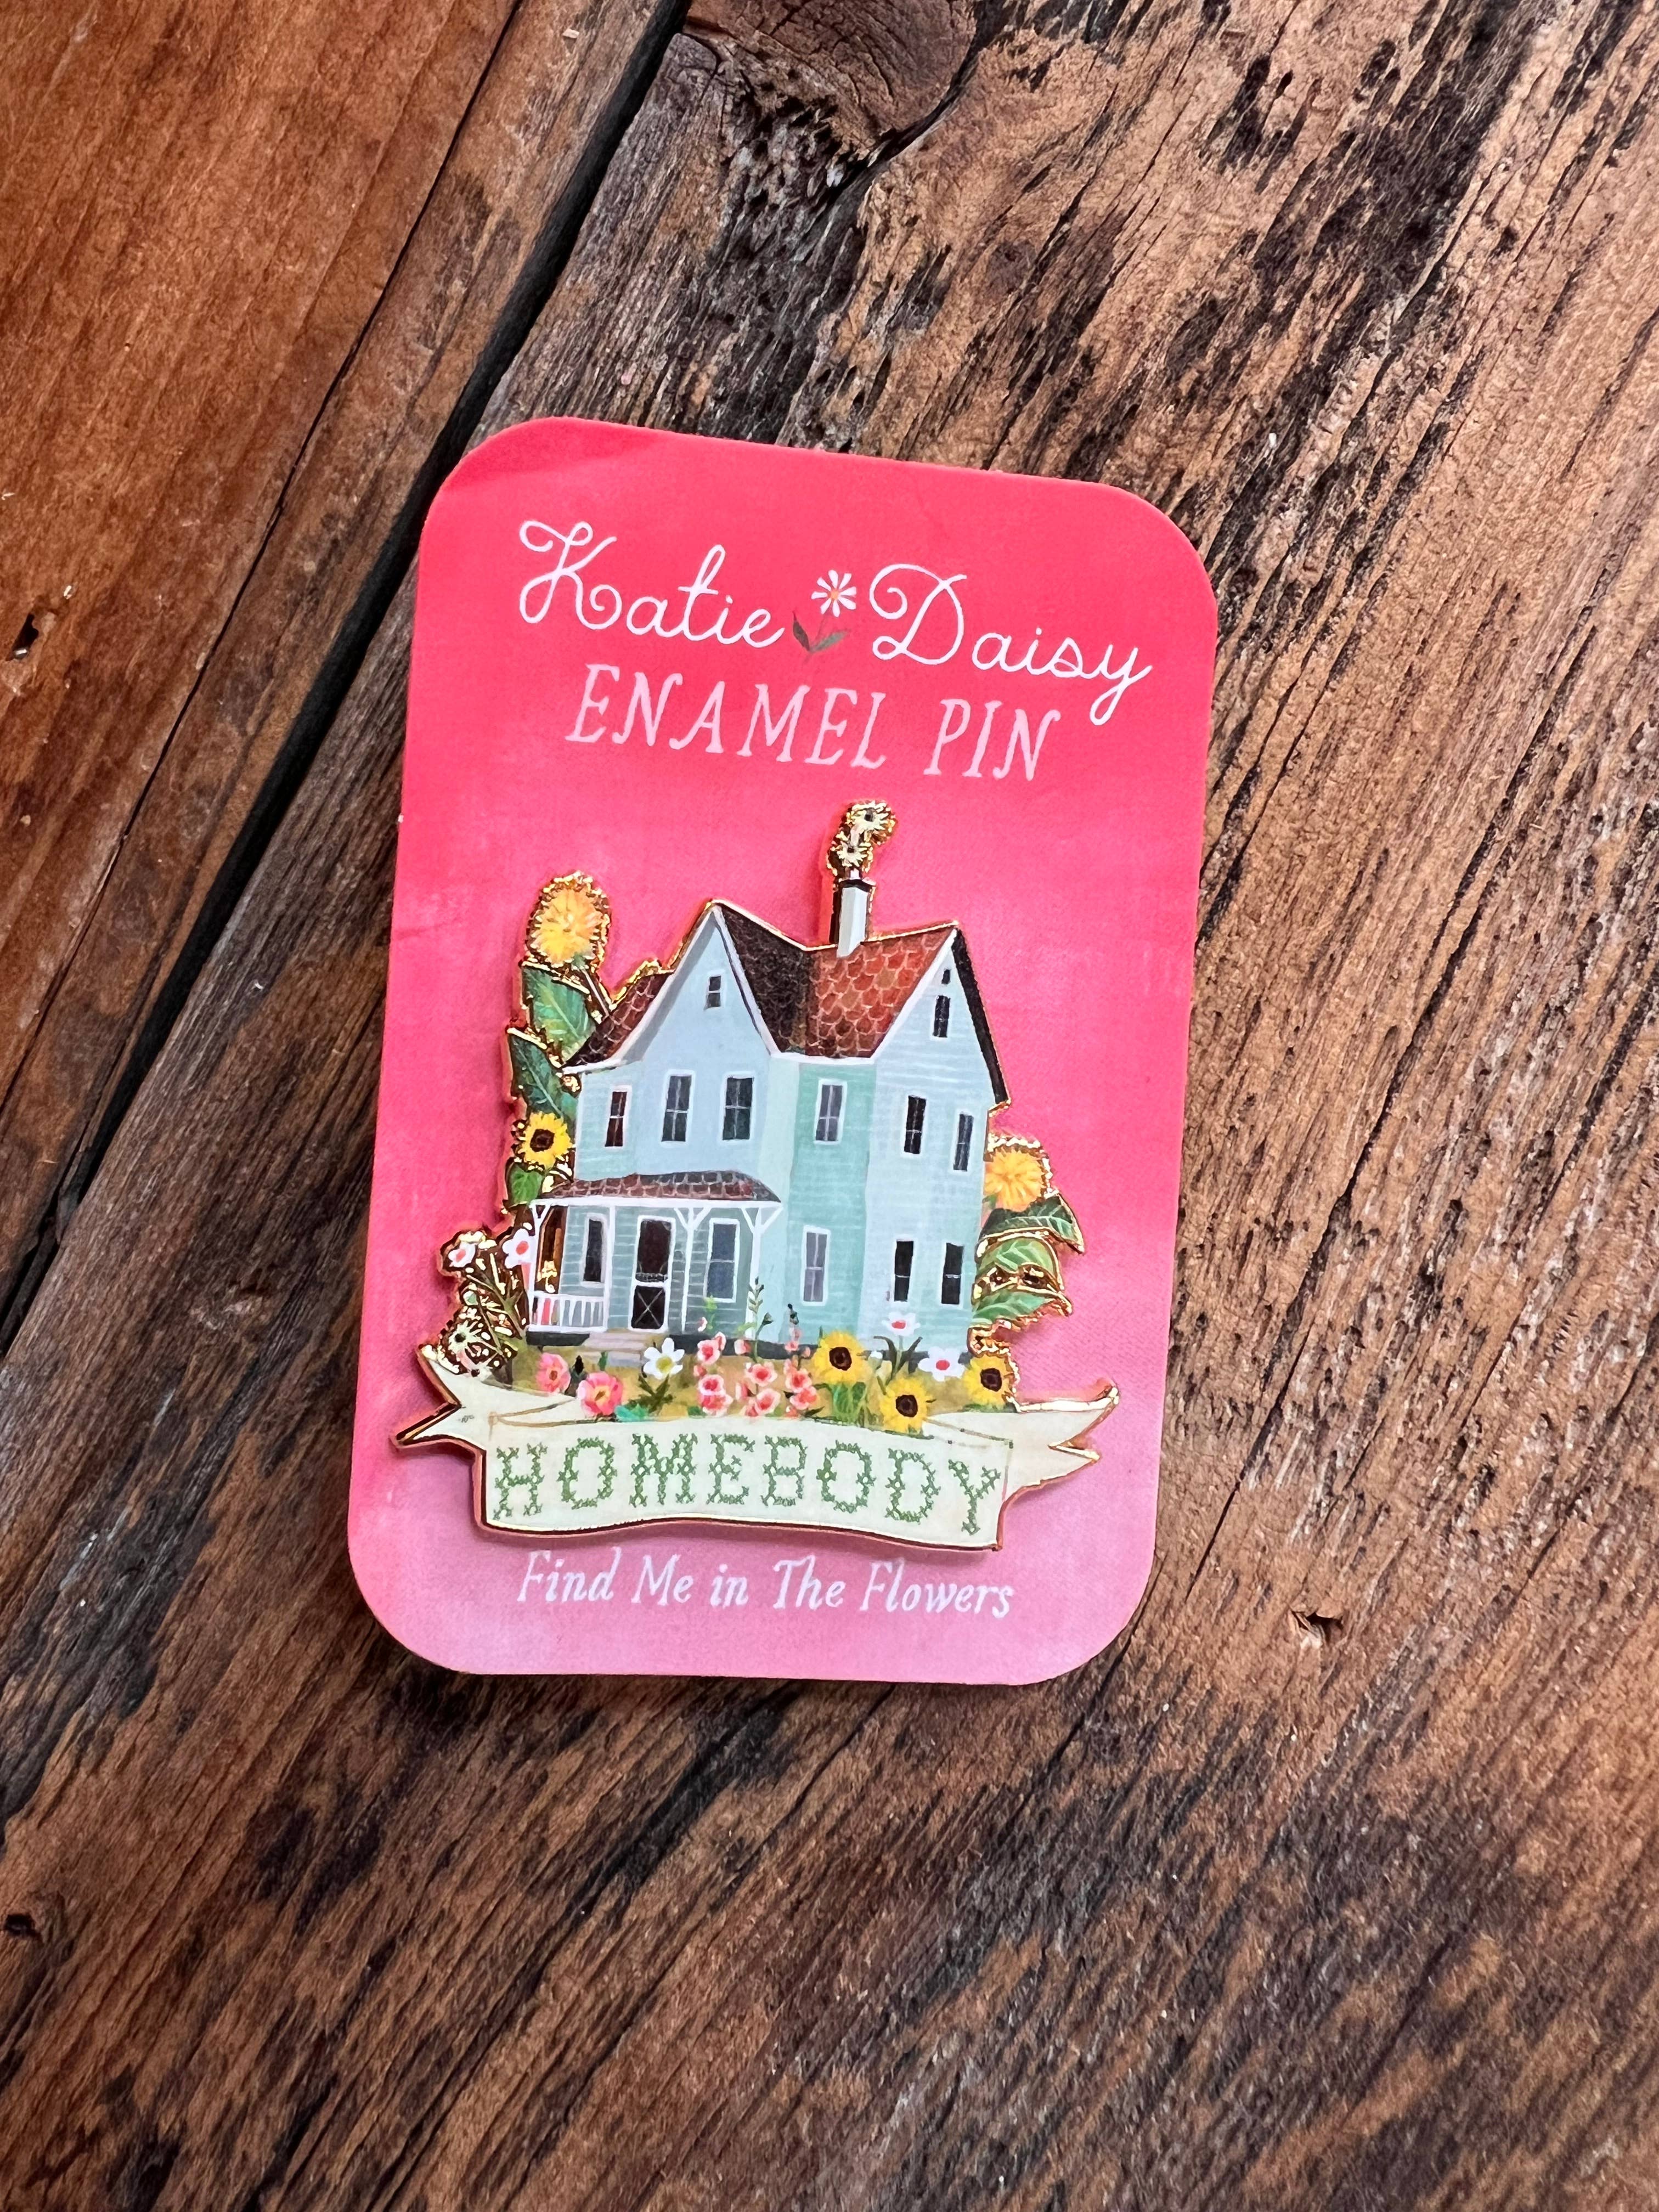 Katie Daisy
ENAMEL PIN
HOMEBODY
Find Me in The Flowers